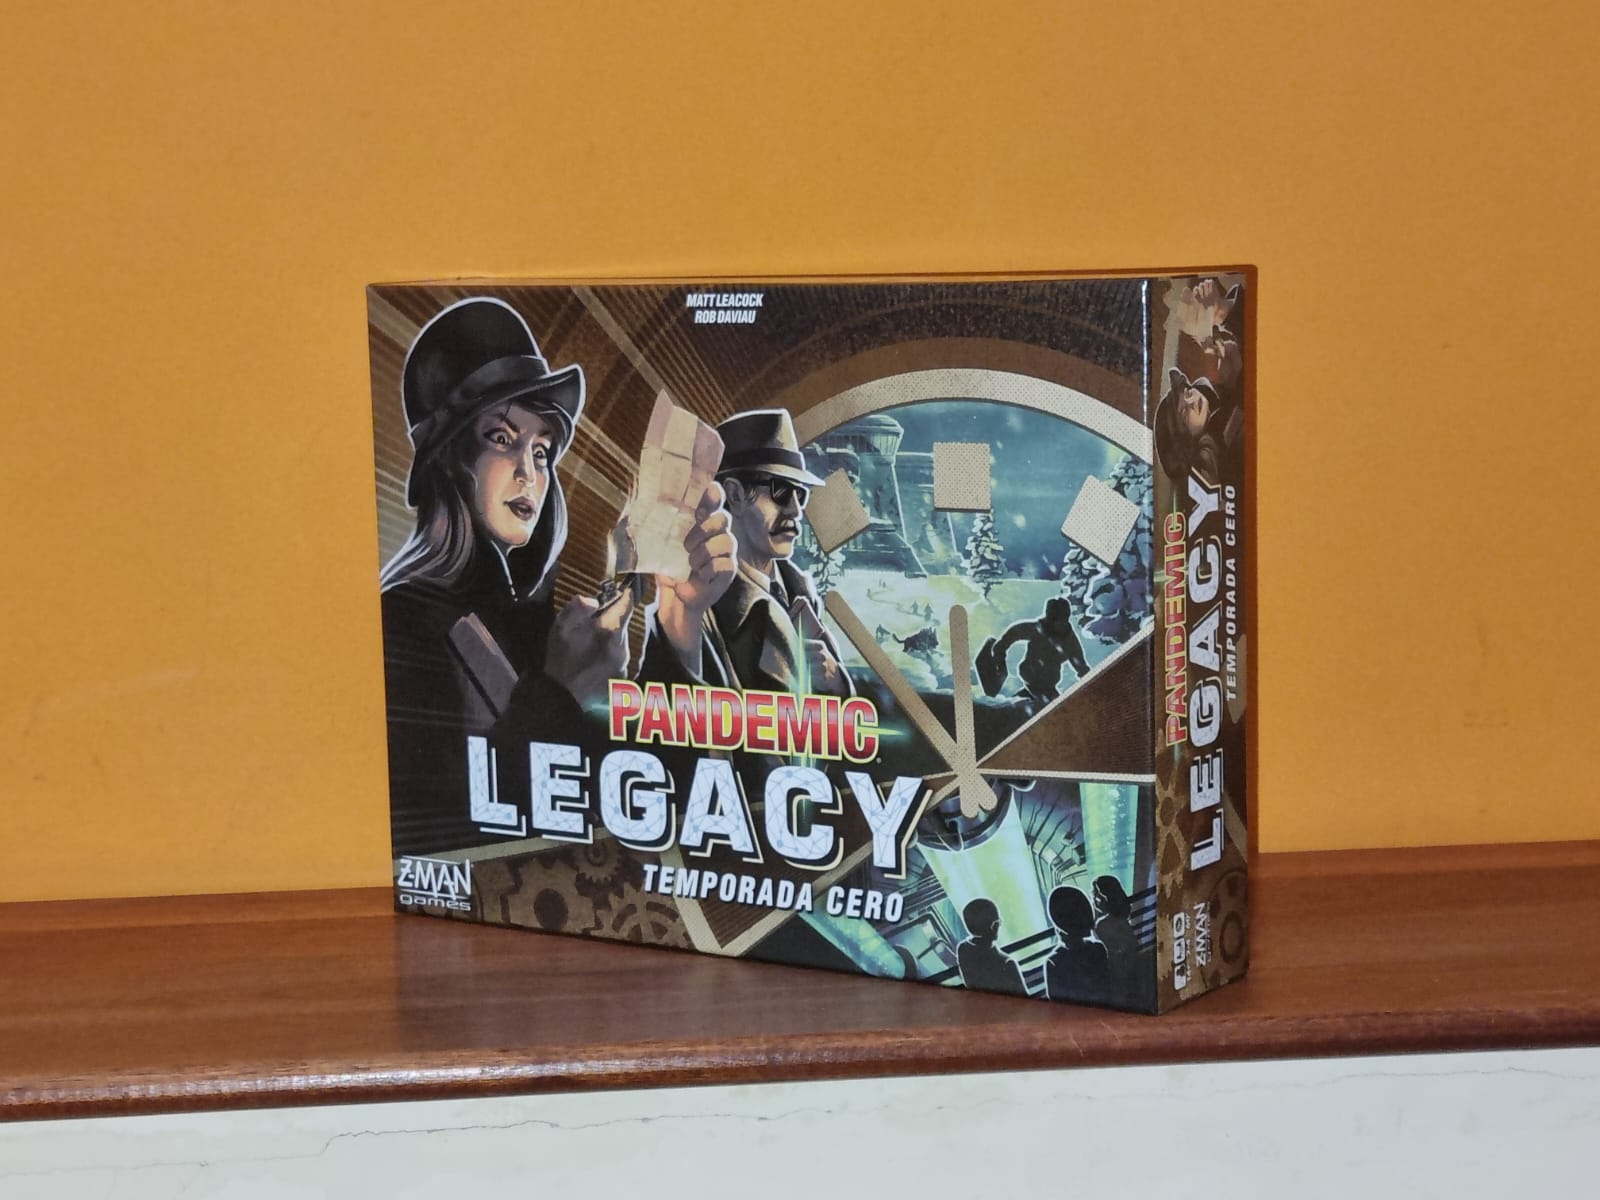 MATT LEACOCK
ROB DAVIAU
PANDEMIC
LEGACY
TEMPORADA CERO
Z-MAN
games
PANDEMIC
LEGACY
TEMPORADA CERO
Z-MAN